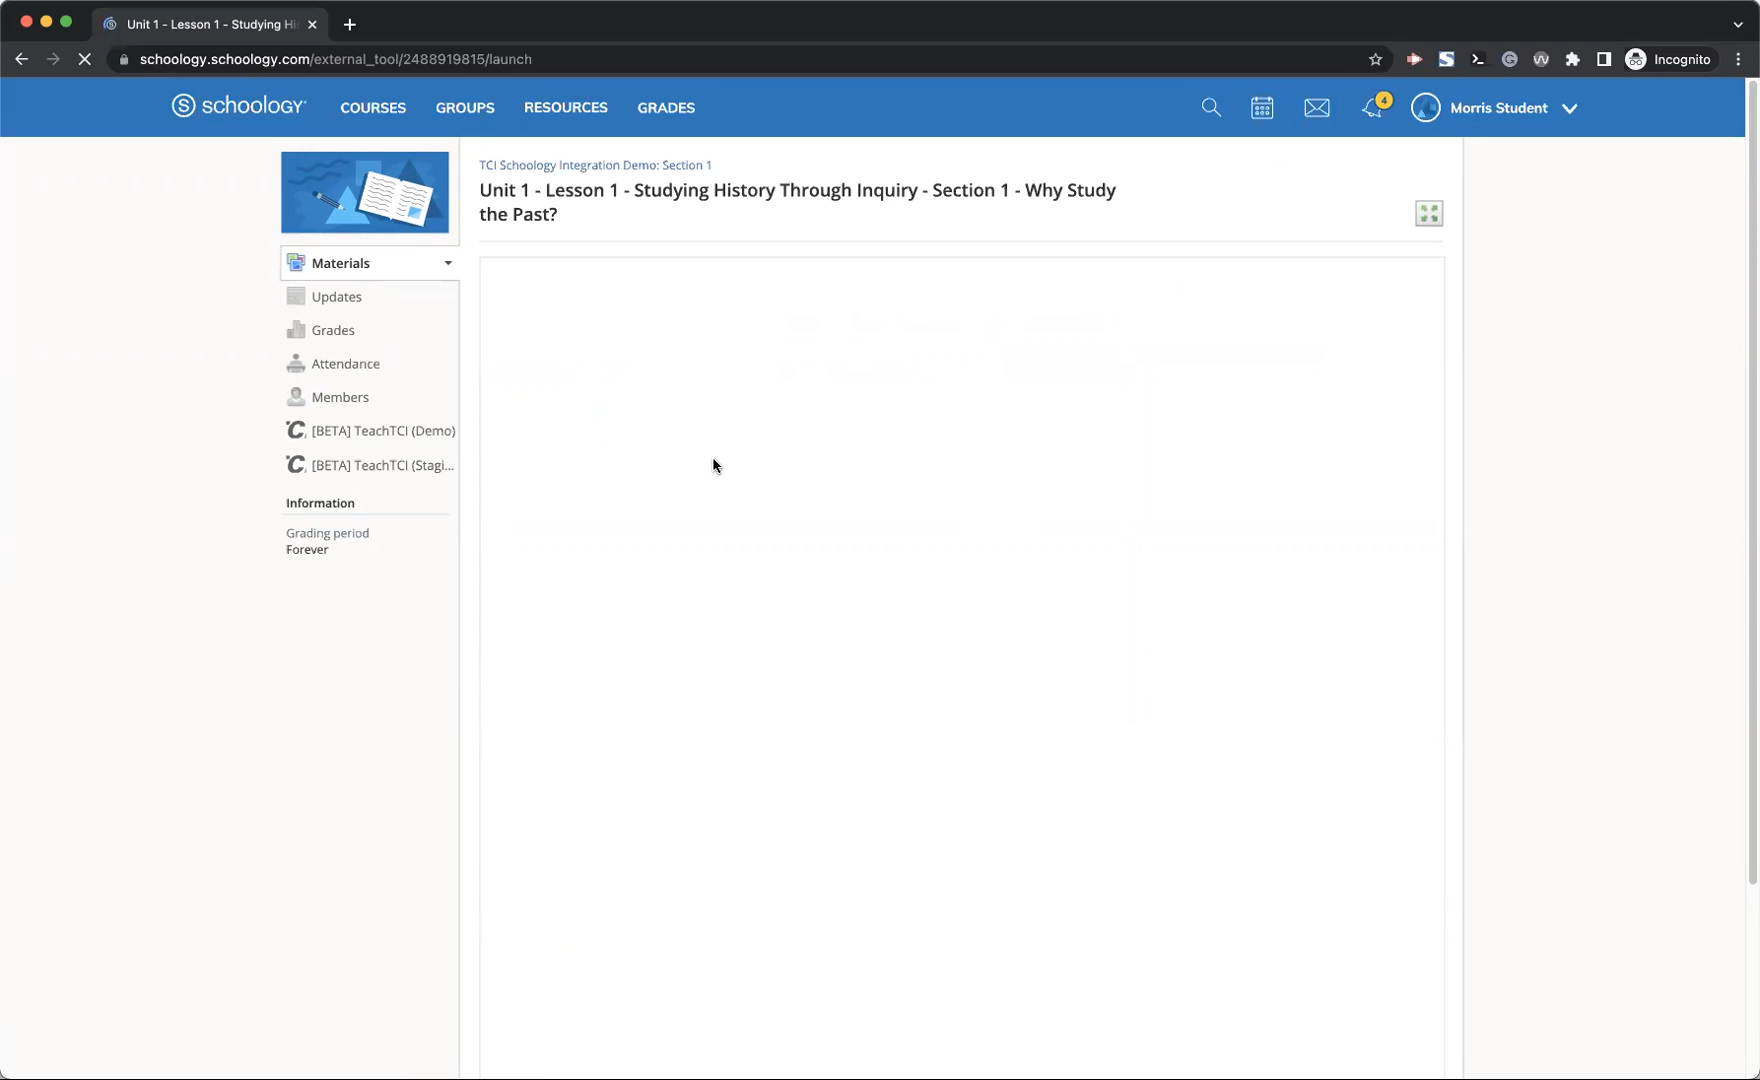 Unit 1 - Lesson 1 - Studying Hi
schoology.schoology.com/external_tool/2488919815/launch
Incognito
schoology
COURSES
GROUPS
RESOURCES
GRADES
4
Morris Student
TCI Schoology Integration Demo: Section 1
Unit 1 - Lesson 1 - Studying History Through Inquiry - Section 1 - Why Study
the Past?
Materials
Updates
Grades
Attendance
Members
[BETA] TeachTCI (Demo)
[BETA] TeachTCI (Stagi...
Information
Grading period
Forever